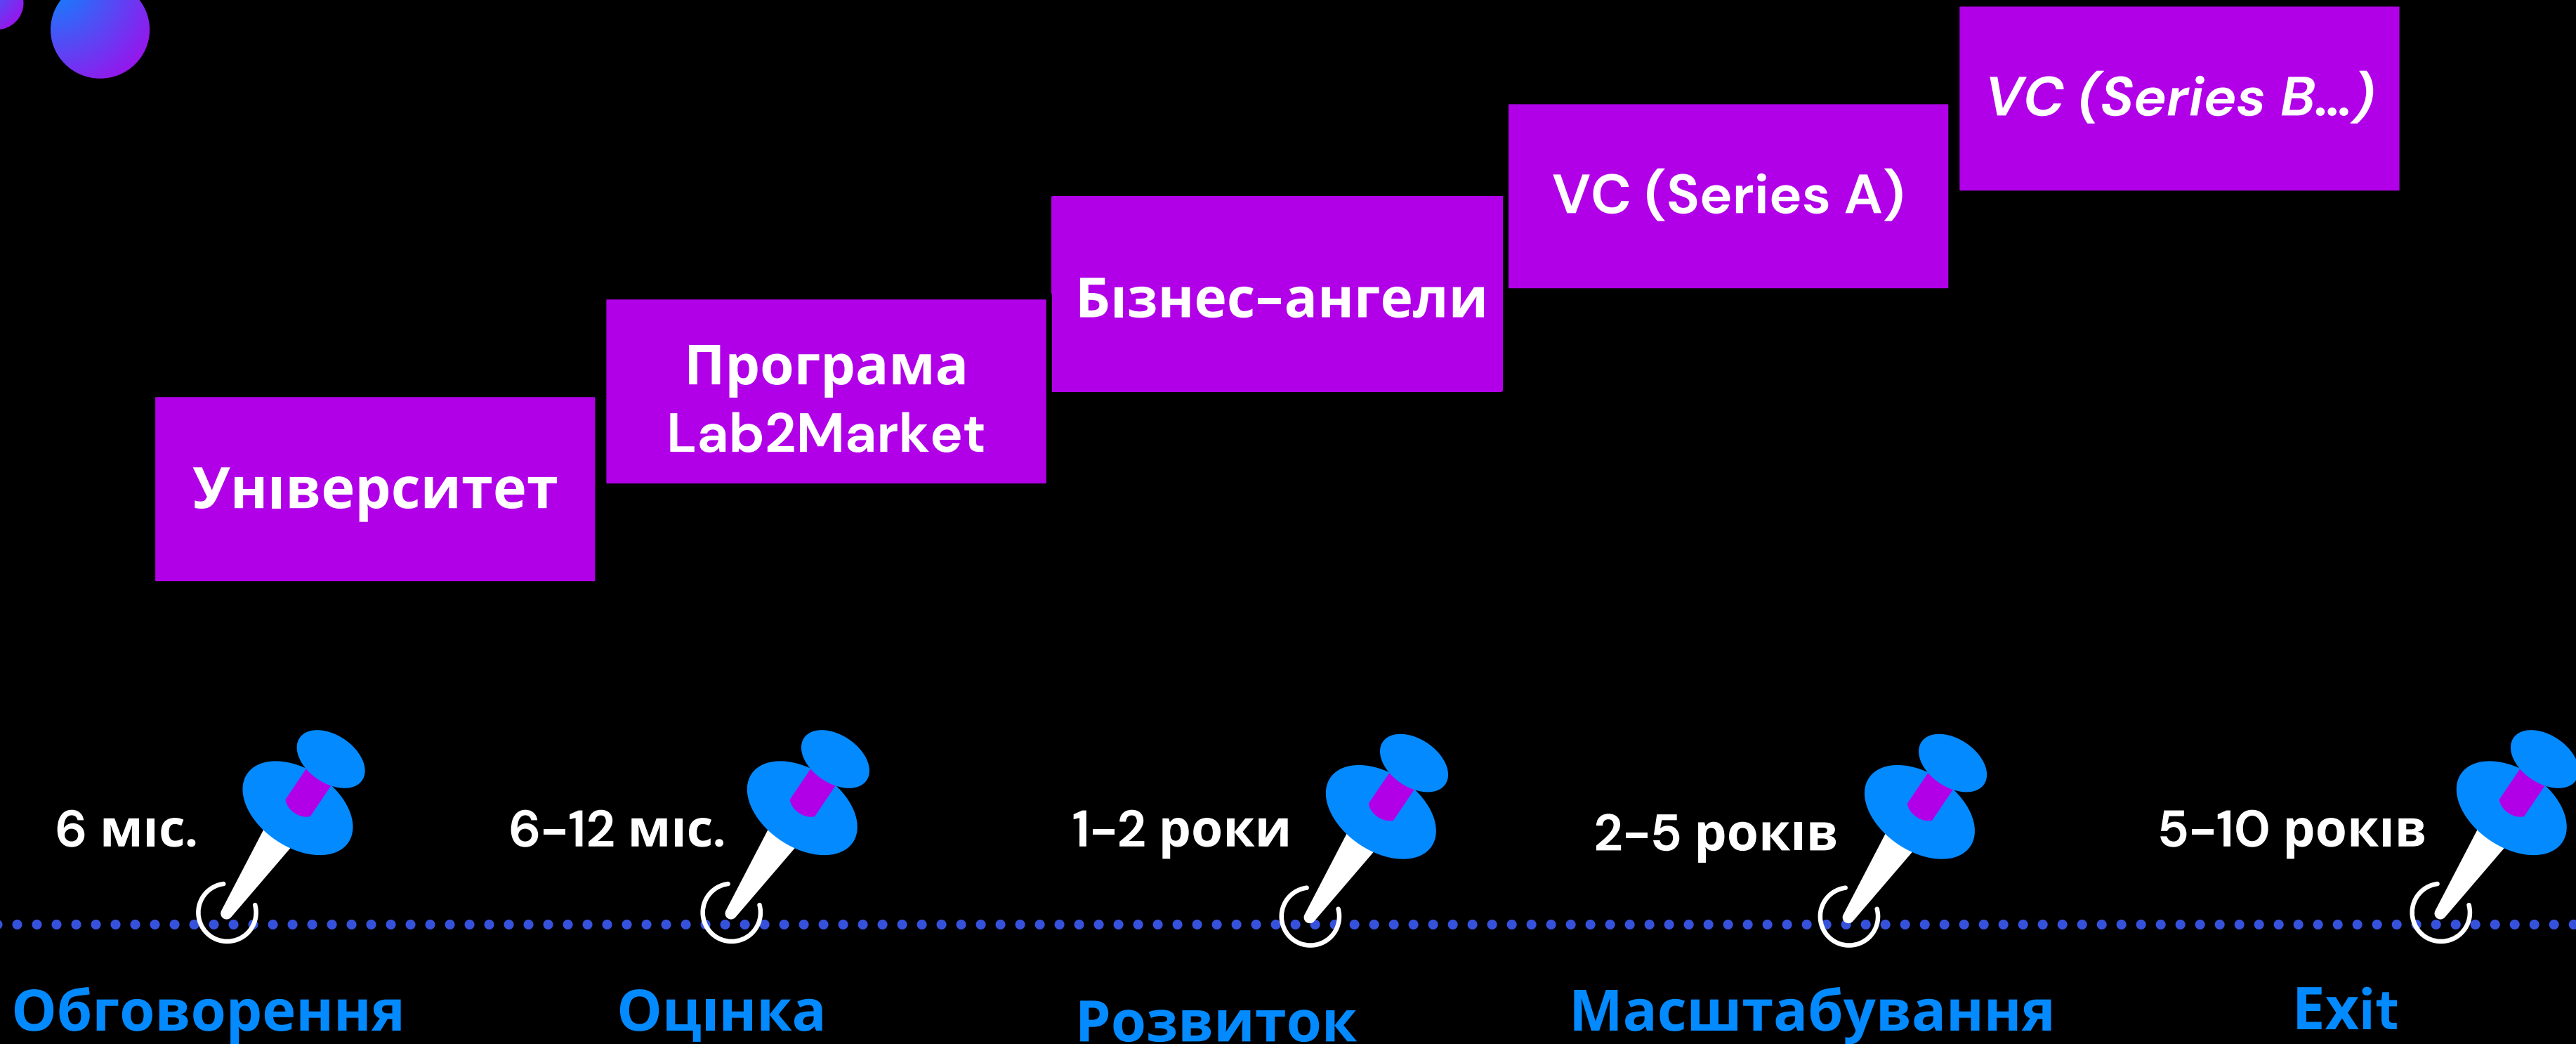 VC (Series B...)
VC (Series A)
Бізнес-ангели
Програма
Lab2Market
Університет
6 міс.
6-12 міс.
1-2 роки
2-5 років
5-10 років
Обговорення
Оцінка
Розвиток
Масштабування
Exit